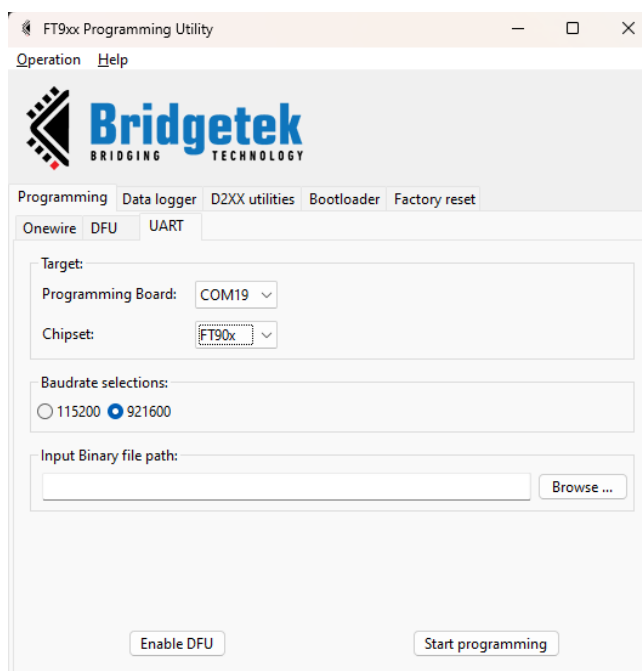 FT9xx Programming Utility
Operation Help
Bridgetek
BRIDGING TECHNOLOGY
Programming Data logger D2XX utilities Bootloader Factory reset
Onewire DFU UART
Target:
Programming Board: COM19
Chipset: FT90x
Baudrate selections:
115200 921600
Input Binary file path:
Browse ...
Enable DFU Start programming